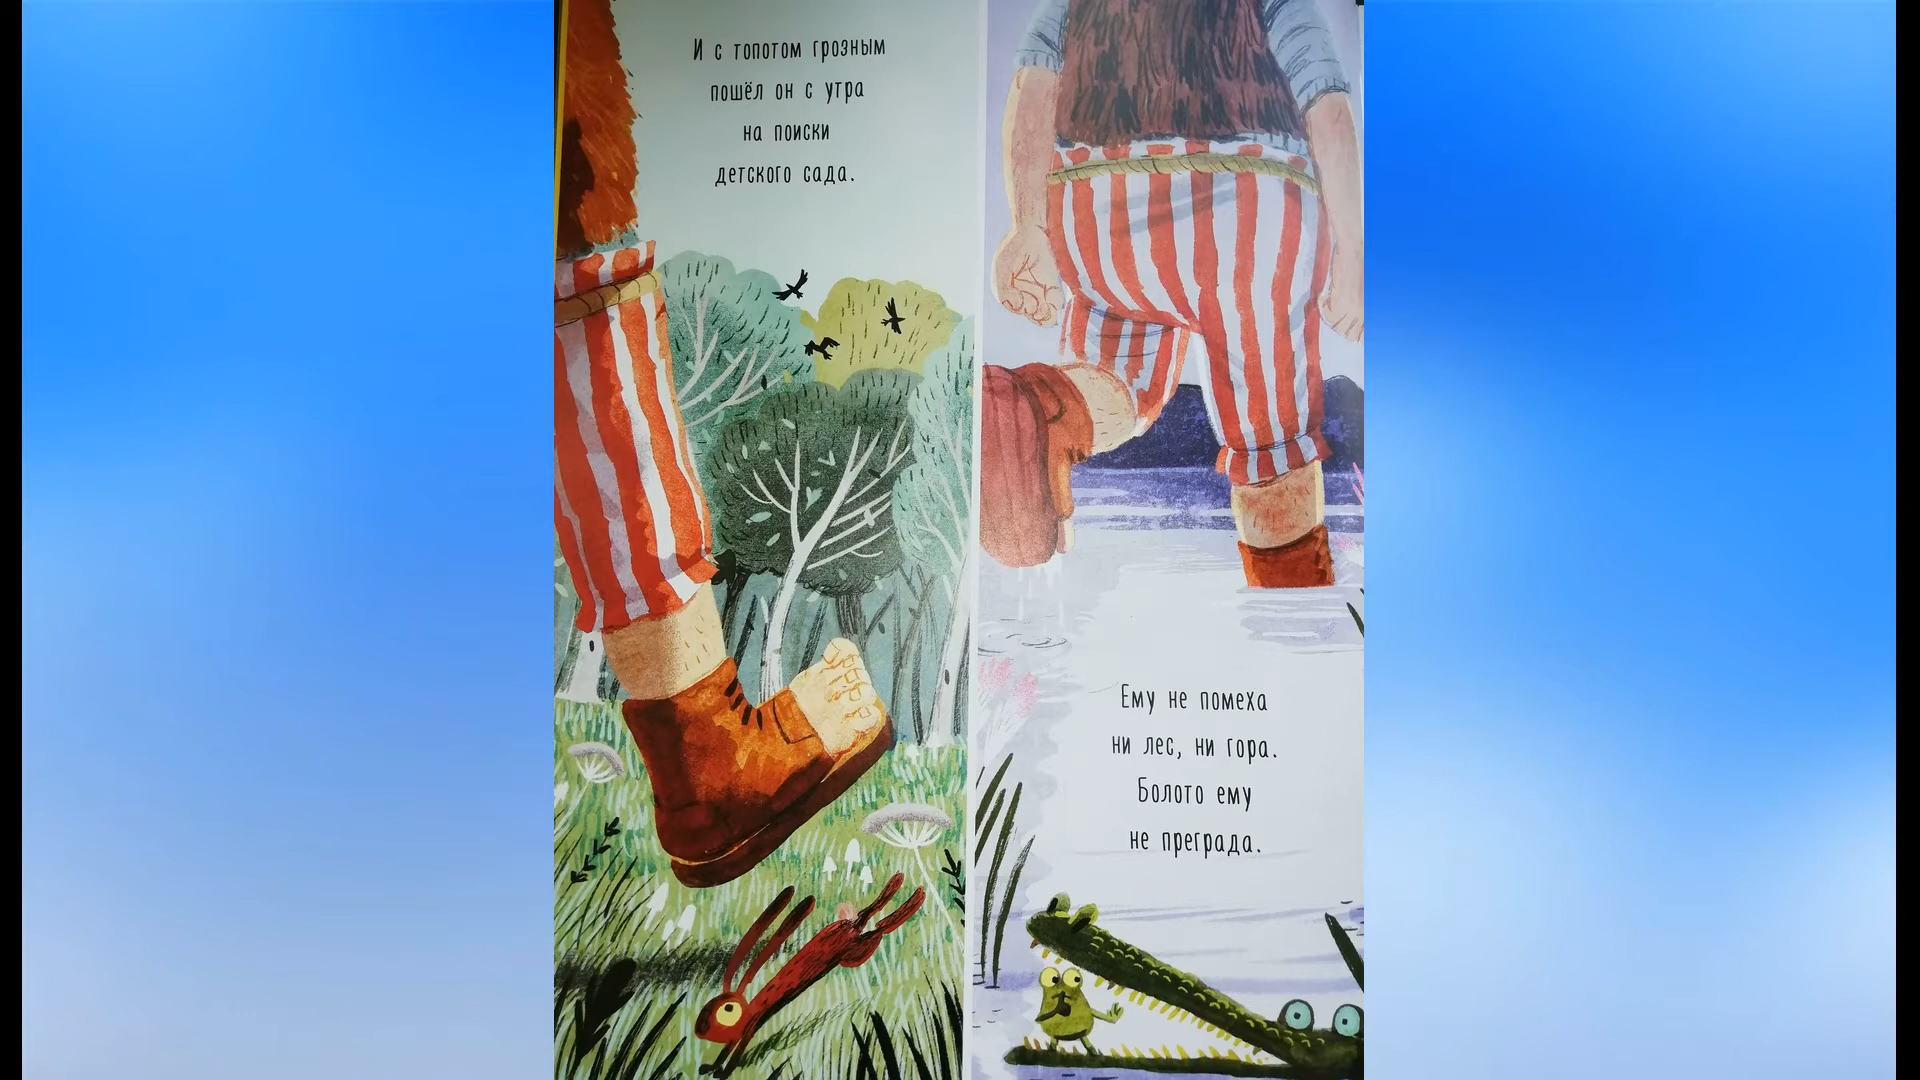 И с топотом грозным
пошёл он с утра
на поиски
детского сада.
Ему не помеха
ни лес, ни гора.
Болото ему
не преграда.